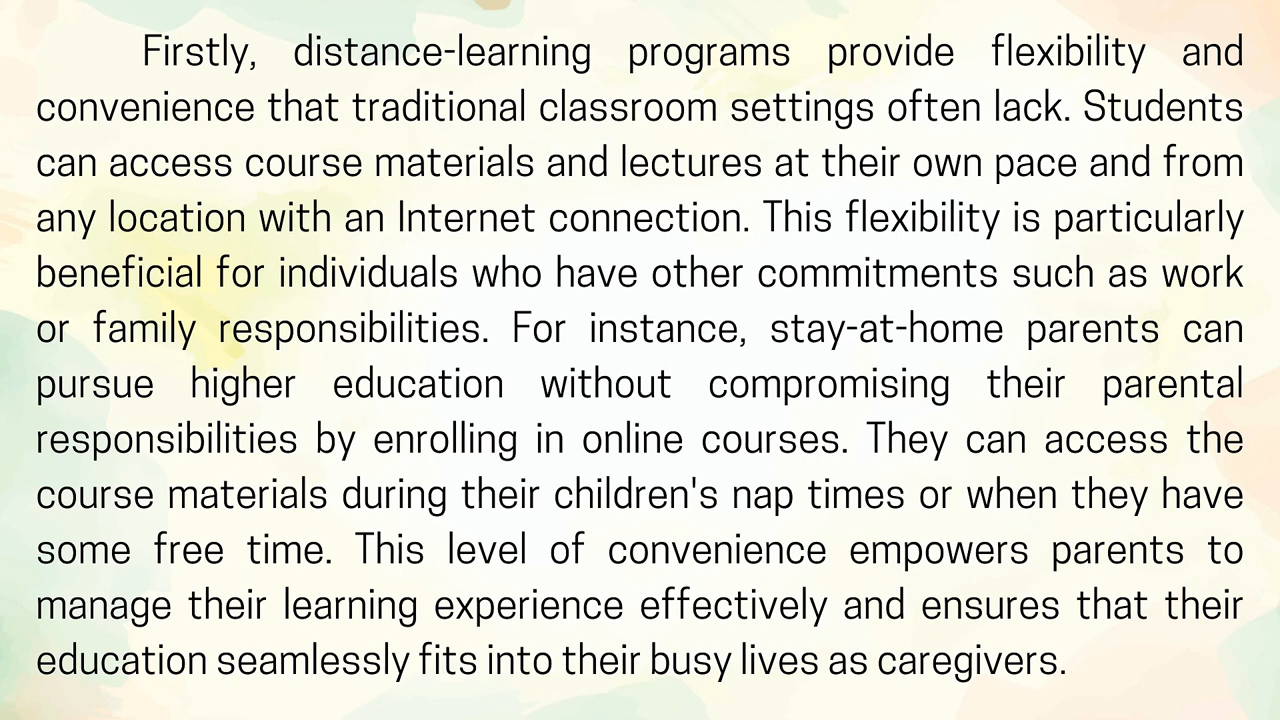 Firstly, distance-learning programs provide flexibility and
convenience that traditional classroom settings often lack. Students
can access course materials and lectures at their own pace and from
any location with an Internet connection. This flexibility is particularly
beneficial for individuals who have other commitments such as work
or family responsibilities. For instance, stay-at-home parents can
pursue higher education without compromising their parental
responsibilities by enrolling in online courses. They can access the
course materials during their children's nap times or when they have
some free time. This level of convenience empowers parents to
manage their learning experience effectively and ensures that their
education seamlessly fits into their busy lives as caregivers.